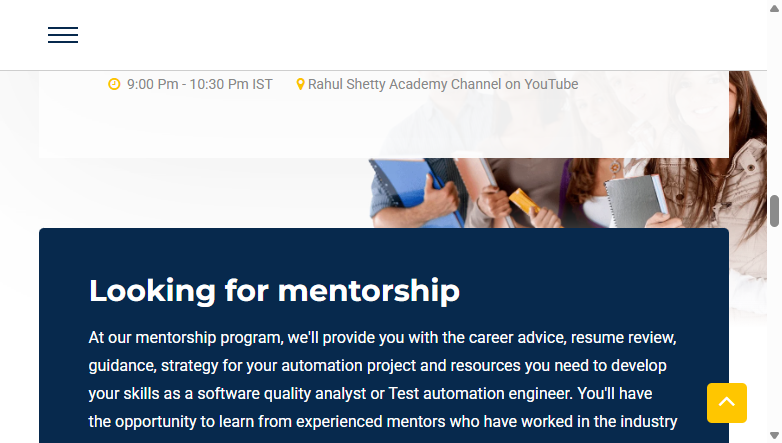 9:00 Pm - 10:30 Pm IST Rahul Shetty Academy Channel on YouTube
Looking for mentorship
At our mentorship program, we'll provide you with the career advice, resume review,
guidance, strategy for your automation project and resources you need to develop
your skills as a software quality analyst or Test automation engineer. You'll have
the opportunity to learn from experienced mentors who have worked in the industry